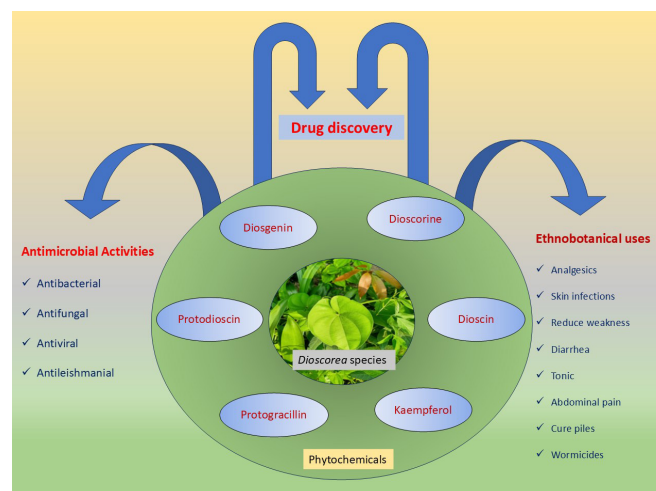 Drug discovery
Diosgenin
Dioscorine
Protodioscin
Dioscin
Dioscorea species
Protogracillin
Kaempferol
Phytochemicals
Antimicrobial Activities
✓ Antibacterial
✓ Antifungal
✓ Antiviral
✓ Antileishmanial
Ethnobotanical uses
✓ Analgesics
✓ Skin infections
✓ Reduce weakness
✓ Diarrhea
✓ Tonic
✓ Abdominal pain
✓ Cure piles
✓ Wormicides